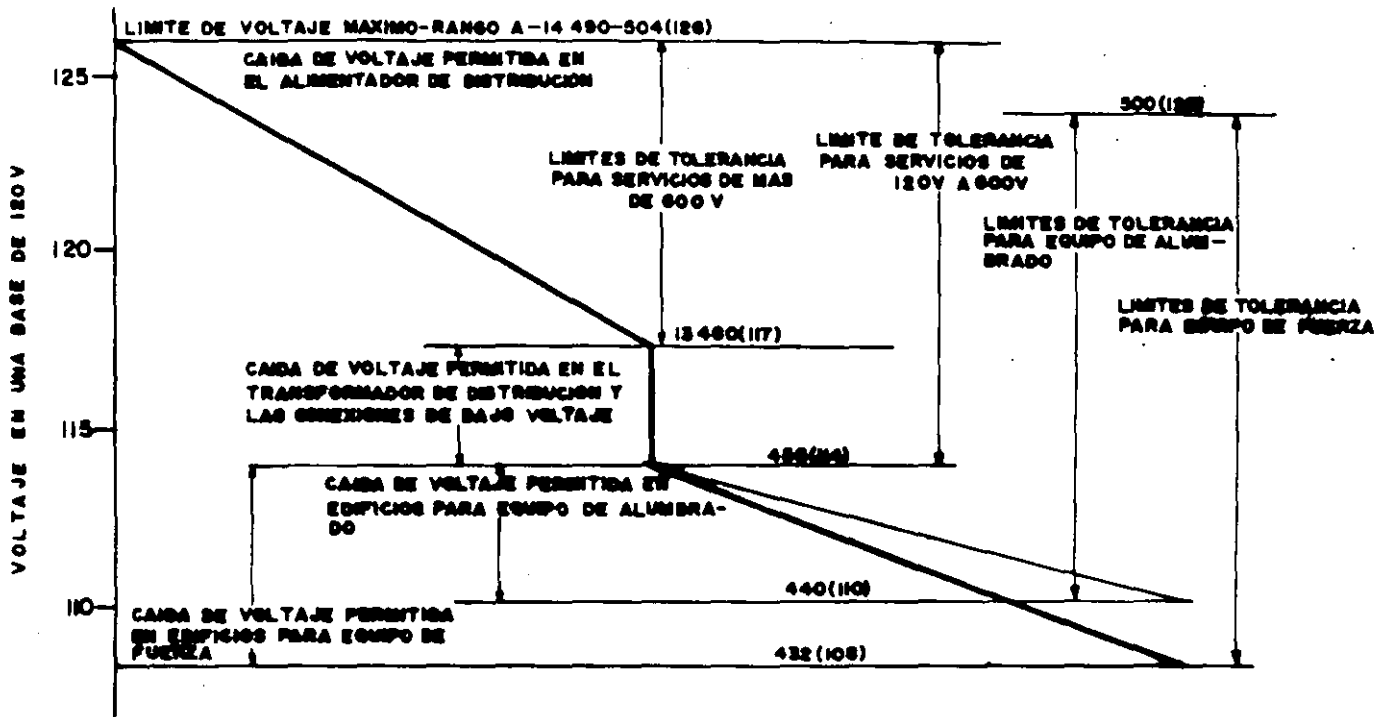 LIMITE DE VOLTAJE MAXIMO-RANGO A-14 490-504(126)
CAIDA DE VOLTAJE PERMITIDA EN
EL ALIMENTADOR DE DISTRIBUCION
125
500(
LIMITES DE TOLERANCIA
PARA SERVICIOS DE MAS
DE 600 V
LIMITE DE TOLERANCIA
PARA SERVICIOS DE
120V A 600V
VOLTAJE EN UNA BASE DE 120V
LIMITES DE TOLERANCIA
PARA EQUIPO DE ALUM-
BRADO
120
LIMITES DE TOLERANCIA
PARA EQUIPO DE FUERZA
13 460(117)
CAIDA DE VOLTAJE PERMITIDA EN EL
TRANSFORMADOR DE DISTRIBUCION Y
LAS CONEXIONES DE BAJO VOLTAJE
115
(114)
CAIDA DE VOLTAJE PERMITIDA EN
EDIFICIOS PARA EQUIPO DE ALUMBRA-
DO
440(110)
110
CAIDA DE VOLTAJE PERMITIDA
EN EDIFICIOS PARA EQUIPO DE
FUERZA
432(108)